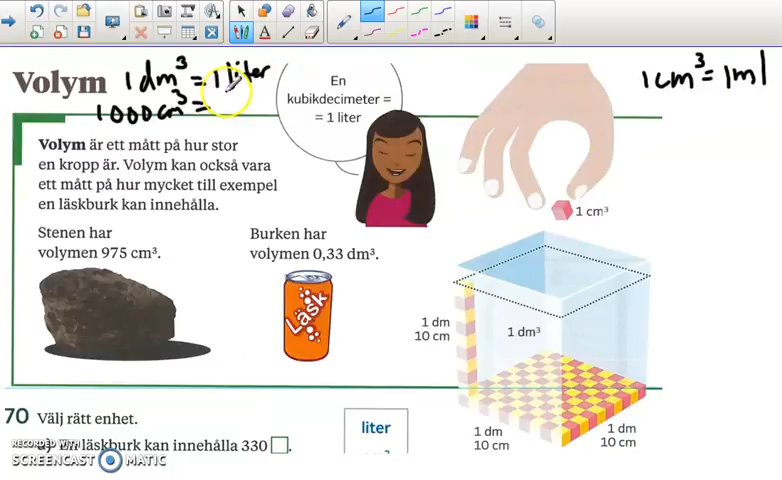 Volym 1 dm³ = 1 liter
1000 cm³ =
1 cm³ = 1 ml
En
kubikdecimeter =
= 1 liter
Volym är ett mått på hur stor
en kropp är. Volym kan också vara
ett mått på hur mycket till exempel
en läskburk kan innehålla.
1 cm³
Stenen har
volymen 975 cm³.
Burken har
volymen 0,33 dm³.
Läsk
1 dm
10 cm
1 dm³
1 dm
10 cm
1 dm
10 cm
70 Välj rätt enhet.
liter
En läskburk kan innehålla 330 .
RECORDED WITH
SCREENCAST MATIC